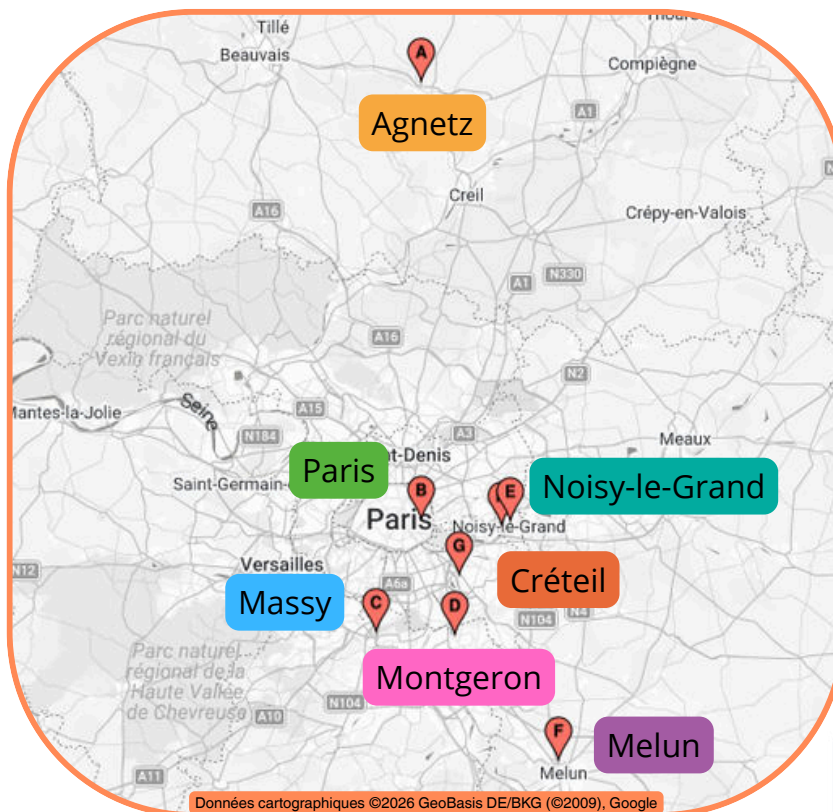 Tillé
Beauvais
A
Compiègne
Agnetz
A1
Creil
A16
Crépy-en-Valois
A1
N330
Parc naturel
régional du
Vexin français
A16
N2
Mantes-la-Jolie
Seine
A15
N184
A3
Meaux
nt-Denis
Paris
Saint-Germain-
B
E
Noisy-le-Grand
Paris
Noisy-le-Grand
G
Versailles
N12
A6a
Créteil
Massy
C
D
N104
N4
Parc naturel
régional de la
Haute Vallée
de Chevreuse
Montgeron
N104
A10
F
Melun
Melun
A11
Données cartographiques ©2026 GeoBasis DE/BKG (©2009), Google